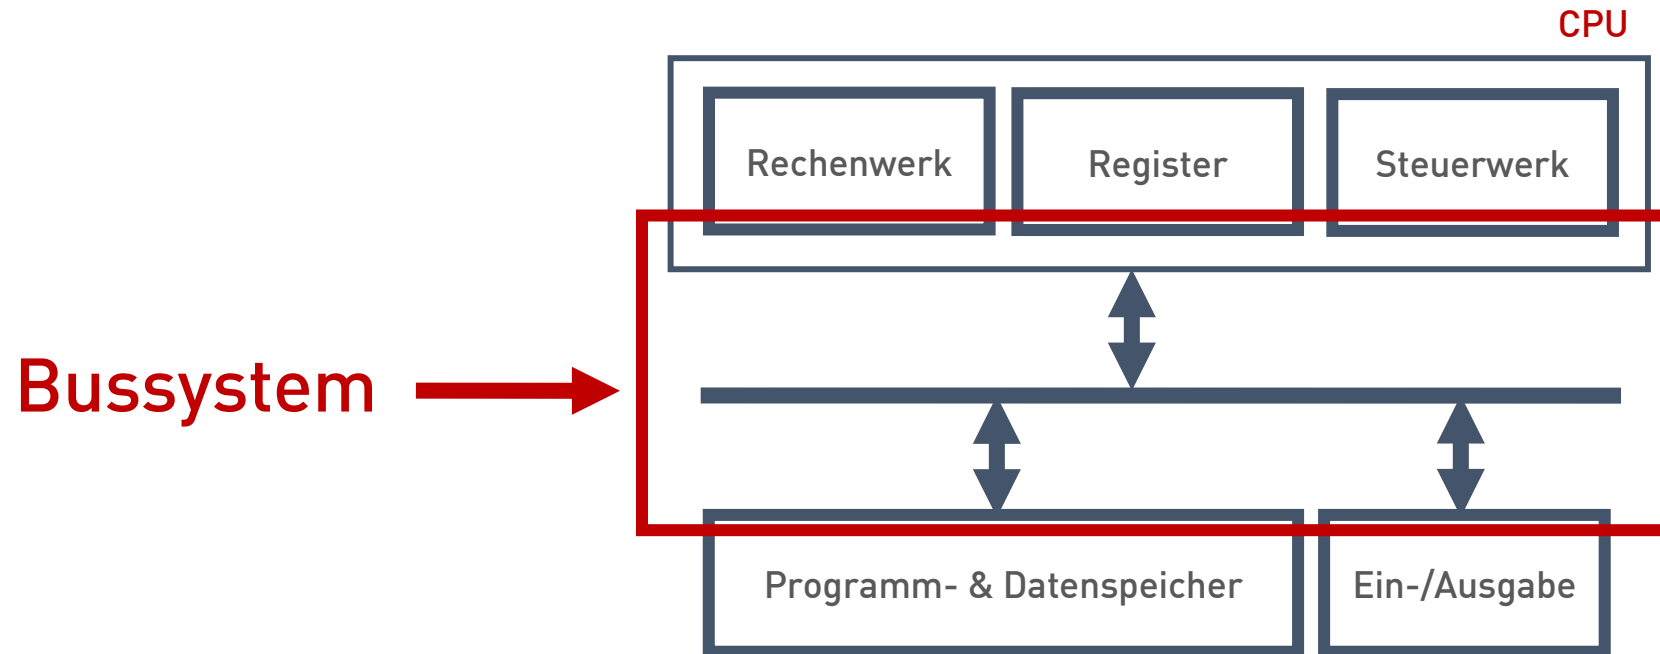 CPU
Rechenwerk
Register
Steuerwerk
Bussystem
Programm- & Datenspeicher
Ein-/Ausgabe